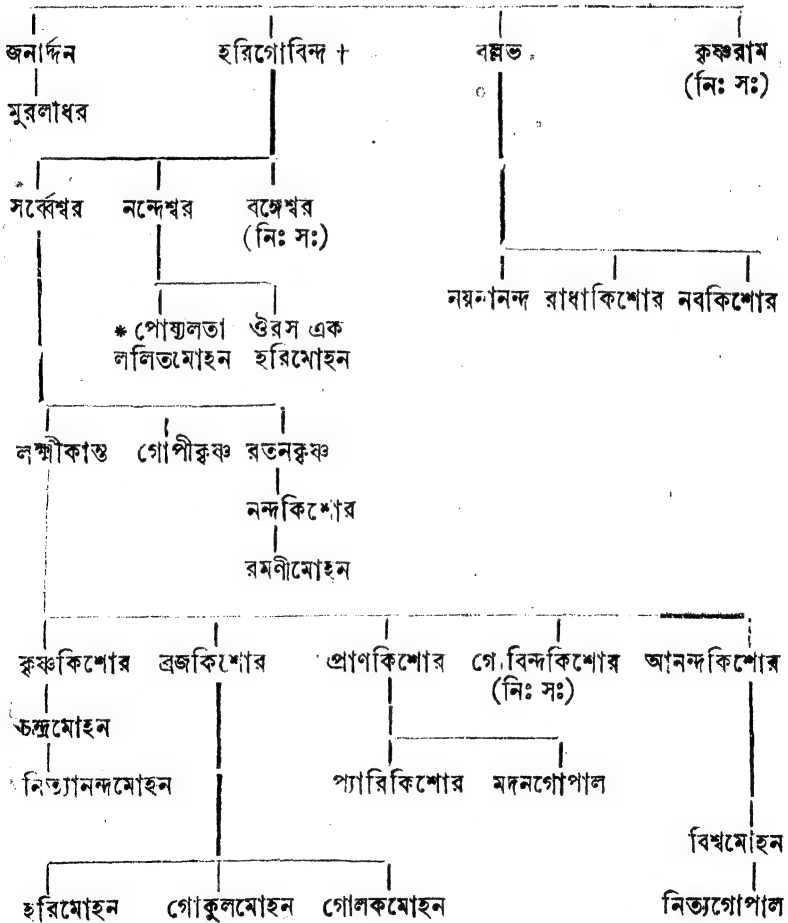 জনার্দ্দন হরিগোবিন্দ † বল্লভ কৃষ্ণরাম
(নিঃ সঃ)
মুরলাধর
সর্ব্বেশ্বর নন্দেশ্বর বঙ্গেশ্বর
(নিঃ সঃ)
নয়নানন্দ রাধাকিশোর নবকিশোর
* পোষ্যলতা ঔরস এক
ললিতমোহন হরিমোহন
লক্ষ্মীকান্ত গোপীকৃষ্ণ রতনকৃষ্ণ
নন্দকিশোর
রমণীমোহন
কৃষ্ণকিশোর ব্রজকিশোর প্রাণকিশোর গোবিন্দকিশোর আনন্দকিশোর
(নিঃ সঃ)
চন্দ্রমোহন
নিত্যানন্দমোহন প্যারিকিশোর মদনগোপাল
বিশ্বমোহন
হরিমোহন গোকুলমোহন গোলকমোহন নিত্যগোপাল